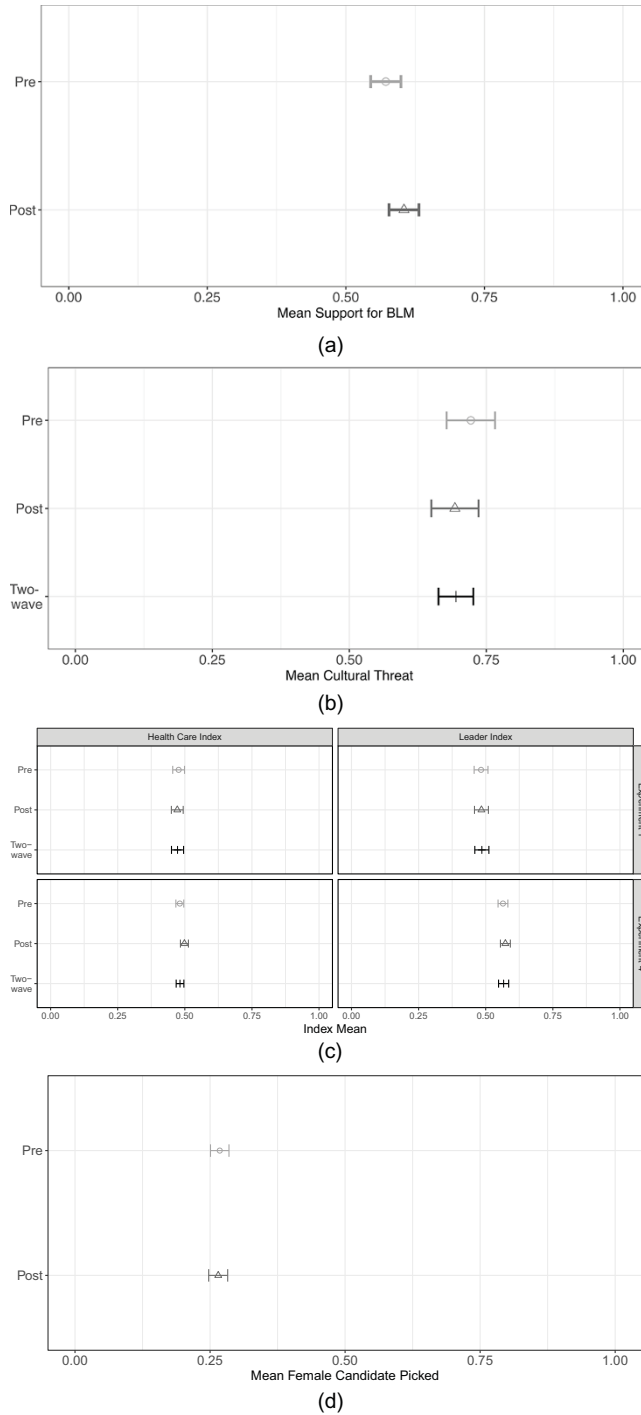 Pre
Post
0.00 0.25 0.50 0.75 1.00
Mean Support for BLM
(a)
Pre
Post
Two-
wave
0.00 0.25 0.50 0.75 1.00
Mean Cultural Threat
(b)
Health Care Index Leader Index
Pre
Post
Two-
wave
Pre
Post
Two-
wave
0.00 0.25 0.50 0.75 1.00 0.00 0.25 0.50 0.75 1.00
Index Mean
(c)
Pre
Post
0.00 0.25 0.50 0.75 1.00
Mean Female Candidate Picked
(d)